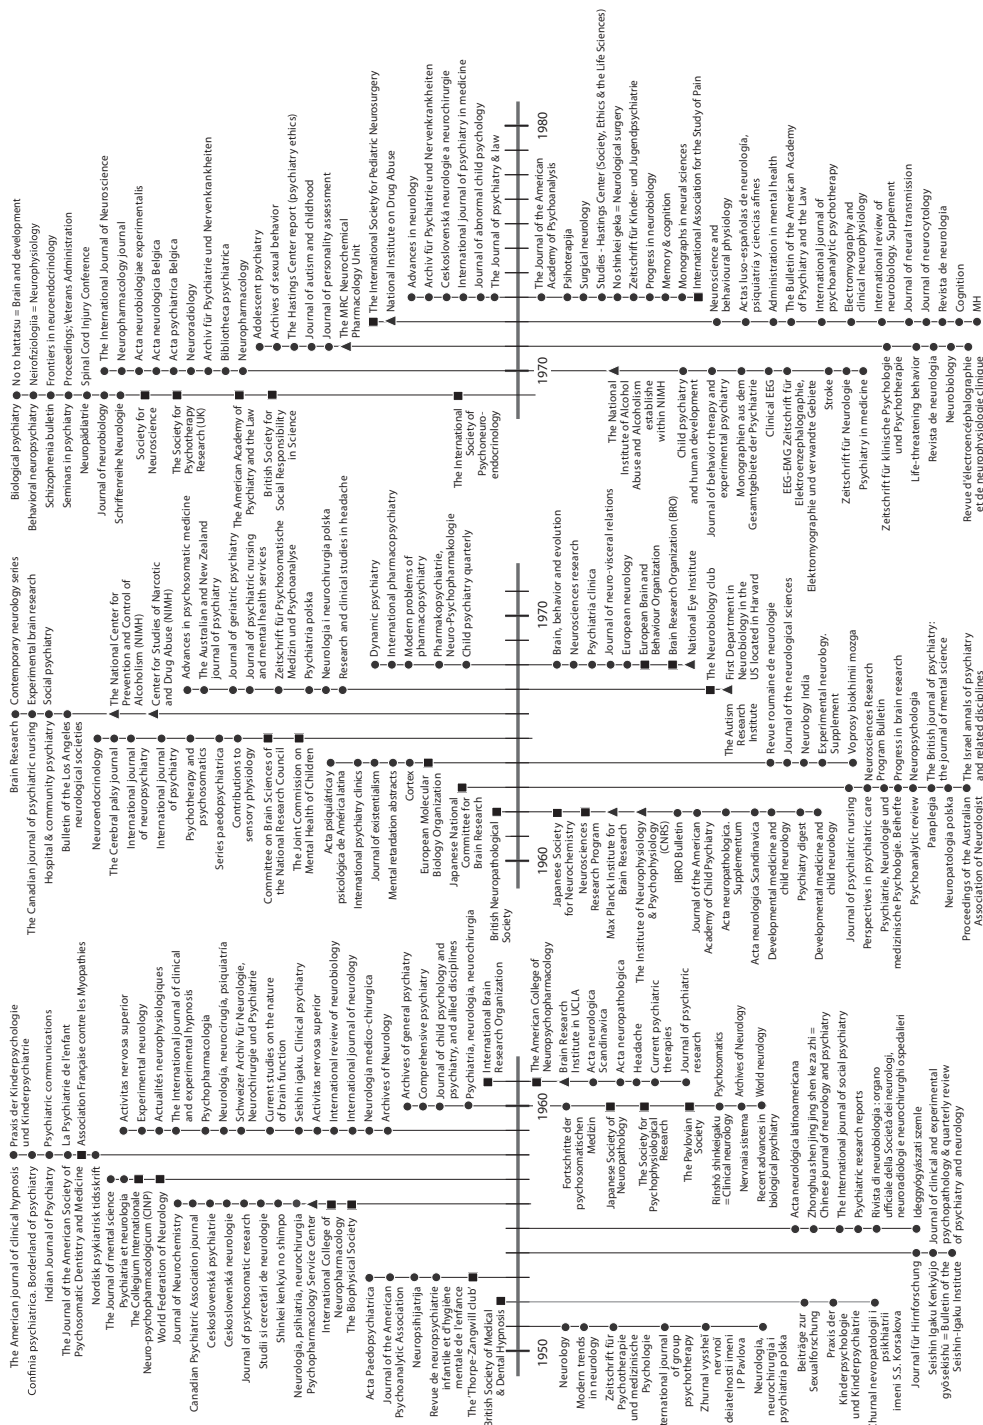 The American journal of clinical hypnosis
Praxis der Kinderpsychologie
und Kinderpsychiatrie
Confinia psychiatrica. Borderland of psychiatry
Psychiatric communications
Indian Journal of psychiatry
La Psychiatrie de l'enfant
The Journal of the American Society of
Psychosomatic Dentistry and Medicine
Association Française contre les Myopathies
Nordisk psykiatrisk tidsskrift
The Journal of mental science
Psychiatria et neurologia
The Collegium Internationale
Neuro-psychopharmacologicum (CINP)
World Federation of Neurology
Journal of Neurochemistry
Canadian Psychiatric Association journal
Ceskoslovenská psychiatrie
Ceskoslovenská neurologie
Journal of psychosomatic research
Studii si cercetări de neurologie
Shinkei kenkyū no shimpo
Neurologia, psihiatria, neurochirurgia
Psychopharmacology Service Center
International College of
Neuropharmacology
The Biophysical Society
Acta Paedopsychiatrica
Journal of the American
Psychoanalytic Association
Neuropsihijatrija
Revue de neuropsychiatrie
infantile et d'hygiène
mentale de l'enfance
The 'Thorpe-Zangwill club'
British Society of Medical
& Dental Hypnosis
Activitas nervosa superior
Experimental neurology
Actualités neurophysiologiques
The International journal of clinical
and experimental hypnosis
Psychopharmacologia
Neurologia, neurocirugia, psiquiatria
Schweizer Archiv für Neurologie,
Neurochirurgie und Psychiatrie
Current studies on the nature
of brain function
Seishin igaku. Clinical psychiatry
Activitas nervosa superior
International review of neurobiology
International journal of neurology
Neurologia medico-chirurgica
Archives of Neurology
Archives of general psychiatry
Comprehensive psychiatry
Journal of child psychology and
psychiatry, and allied disciplines
Psychiatria, neurologia, neurochirurgia
International Brain
Research Organization
1950
1960
Neurology
Modern trends
in neurology
Zeitschrift für
Psychotherapie
und medizinische
Psychologie
International journal
of group
psychotherapy
Zhurnal vysshei
nervnoĭ
deiatelnosti imeni
I P Pavlova
Neurologia,
neurochirurgia i
psychiatria polska
Beiträge zur
Sexualforschung
Praxis der
Kinderpsychologie
und Kinderpsychiatrie
Zhurnal nevropatologii i
psikhiatrii
imeni S.S. Korsakova
Journal für Hirnforschung
Seishin Igaku Kenkyūjo
gyōsekishū = Bulletin of the
Seishin-Igaku Institute
The American College of
Neuropsychopharmacology
Brain Research
Institute in UCLA
Acta neurologica
Scandinavica
Acta neuropathologica
Headache
Current psychiatric
therapies
Journal of psychiatric
research
Fortschritte der
psychosomatischen
Medizin
Japanese Society of
Neuropathology
The Society for
Psychophysiological
Research
The Pavlovian
Society
Psychosomatics
Rinshō shinkeigaku
= Clinical neurology
Archives of Neurology
Nervnaia sistema
World neurology
Recent advances in
biological psychiatry
Acta neurologica latinoamericana
Zhonghua shen jing jing shen ke za zhi =
Chinese journal of neurology and psychiatry
The International journal of social psychiatry
Psychiatric research reports
Rivista di neurobiologia : organo
ufficiale della Società dei neurologi,
neuroradiologi e neurochirurghi ospedalieri
Ideggyógyászati szemle
Journal of clinical and experimental
psychopathology & quarterly review
of psychiatry and neurology
Brain Research
Contemporary neurology series
The Canadian journal of psychiatric nursing
Experimental brain research
Hospital & community psychiatry
Social psychiatry
Bulletin of the Los Angeles
neurological societies
Neuroendocrinology
The Cerebral palsy journal
International journal
of neuropsychiatry
International journal
of psychiatry
Psychotherapy and
psychosomatics
Series paedopsychiatrica
Contributions to
sensory physiology
Committee on Brain Sciences of
the National Research Council
The Joint Commission on
Mental Health of Children
Acta psiquiátrica y
psicológica de América latina
International psychiatry clinics
Journal of existentialism
Mental retardation abstracts
Cortex
European Molecular
Biology Organization
Japanese National
Committee for
Brain Research
British Neuropathological
Society
The National Center for
Prevention and Control of
Alcoholism (NIMH)
Center for Studies of Narcotic
and Drug Abuse (NIMH)
Advances in psychosomatic medicine
The Australian and New Zealand
journal of psychiatry
Journal of geriatric psychiatry
Journal of psychiatric nursing
and mental health services
Zeitschrift für Psychosomatische
Medizin und Psychoanalyse
Psychiatria polska
Neurologia i neurochirurgia polska
Research and clinical studies in headache
Dynamic psychiatry
International pharmacopsychiatry
Modern problems of
pharmacopsychiatry
Pharmakopsychiatrie,
Neuro-Psychopharmakologie
Child psychiatry quarterly
1960
1970
Japanese Society
for Neurochemistry
Neurosciences
Research Program
Max Planck Institute for
Brain Research
The Institute of Neurophysiology
& Psychophysiology
(CNRS)
IBRO Bulletin
Journal of the American
Academy of Child Psychiatry
Acta neuropathologica.
Supplementum
Acta neurologica Scandinavica
Developmental medicine and
child neurology
Psychiatry digest
Developmental medicine and
child neurology
Journal of psychiatric nursing
Perspectives in psychiatric care
Psychiatrie, Neurologie und
medizinische Psychologie. Beihefte
Psychoanalytic review
Paraplegia
Neuropatologia polska
Proceedings of the Australian
Association of Neurologist
Brain, behavior and evolution
Neurosciences research
Psychiatria clinica
Journal of neuro-visceral relations
European neurology
European Brain and
Behaviour Organization
Brain Research Organization (BRO)
National Eye Institute
The Neurobiology club
First Department in
Neurobiology in the
US located in Harvard
The Autism
Research
Institute
Revue roumaine de neurologie
Journal of the neurological sciences
Neurology India
Experimental neurology.
Supplement
Voprosy biokhimii mozga
Neurosciences Research
Program Bulletin
Progress in brain research
Neuropsychologia
The British journal of psychiatry:
the journal of mental science
The Israel annals of psychiatry
and related disciplines
Biological psychiatry
No to hattatsu = Brain and development
Behavioral neuropsychiatry
Neirofiziologiia = Neurophysiology
Schizophrenia bulletin
Frontiers in neuroendocrinology
Seminars in psychiatry
Proceedings; Veterans Administration
Spinal Cord Injury Conference
Neuropädiatrie
Journal of neurobiology
Schriftenreihe Neurologie
Society for
Neuroscience
The Society for
Psychotherapy
Research (UK)
The American Academy of
Psychiatry and the Law
British Society for
Social Responsibility
in Science
The International
Society of
Psychoneuro-
endocrinology
The International Journal of Neuroscience
Neuropharmacology journal
Acta neurobiologiae experimentalis
Acta neurologica Belgica
Acta psychiatrica Belgica
Neuroradiology
Archiv für Psychiatrie und Nervenkrankheiten
Bibliotheca psychiatrica
Neuropharmacology
Adolescent psychiatry
Archives of sexual behavior
The Hastings Center report (psychiatry ethics)
Journal of autism and childhood
Journal of personality assessment
The MRC Neurochemical
Pharmacology Unit
The International Society for Pediatric Neurosurgery
National Institute on Drug Abuse
Advances in neurology
Archiv für Psychiatrie und Nervenkrankheiten
Ceskoslovenská neurologie a neurochirurgie
International journal of psychiatry in medicine
Journal of abnormal child psychology
The Journal of psychiatry & law
1970
1980
The Journal of the American
Academy of Psychoanalysis
Psihoterapija
Surgical neurology
Studies - Hastings Center (Society, Ethics & the Life Sciences)
No shinkei geka = Neurological surgery
Zeitschrift für Kinder- und Jugendpsychiatrie
Progress in neurobiology
Memory & cognition
Monographs in neural sciences
International Association for the Study of Pain
The National
Institute of Alcohol
Abuse and Alcoholism
establishe
within NIMH
Child psychiatry
and human development
Journal of behavior therapy and
experimental psychiatry
Monographien aus dem
Gesamtgebiete der Psychiatrie
Clinical EEG
EEG-EMG Zeitschrift für
Elektroenzephalographie,
Elektromyographie und verwandte Gebiete
Stroke
Zeitschrift für Neurologie
Psychiatry in medicine
Zeitschrift für klinische Psychologie
und Psychotherapie
Life-threatening behavior
Revista de neurologia
Neurobiology
Revue d'électroencéphalographie
et de neurophysiologie clinique
Neuroscience and
behavioural physiology
Actas luso-españolas de neurología,
psiquiatría y ciencias afines
Administration in mental health
The Bulletin of the American Academy
of Psychiatry and the Law
International journal of
psychoanalytic psychotherapy
Electromyography and
clinical neurophysiology
International review of
neurobiology. Supplement
Journal of neural transmission
Journal of neurocytology
Revista de neurologia
Cognition
MH